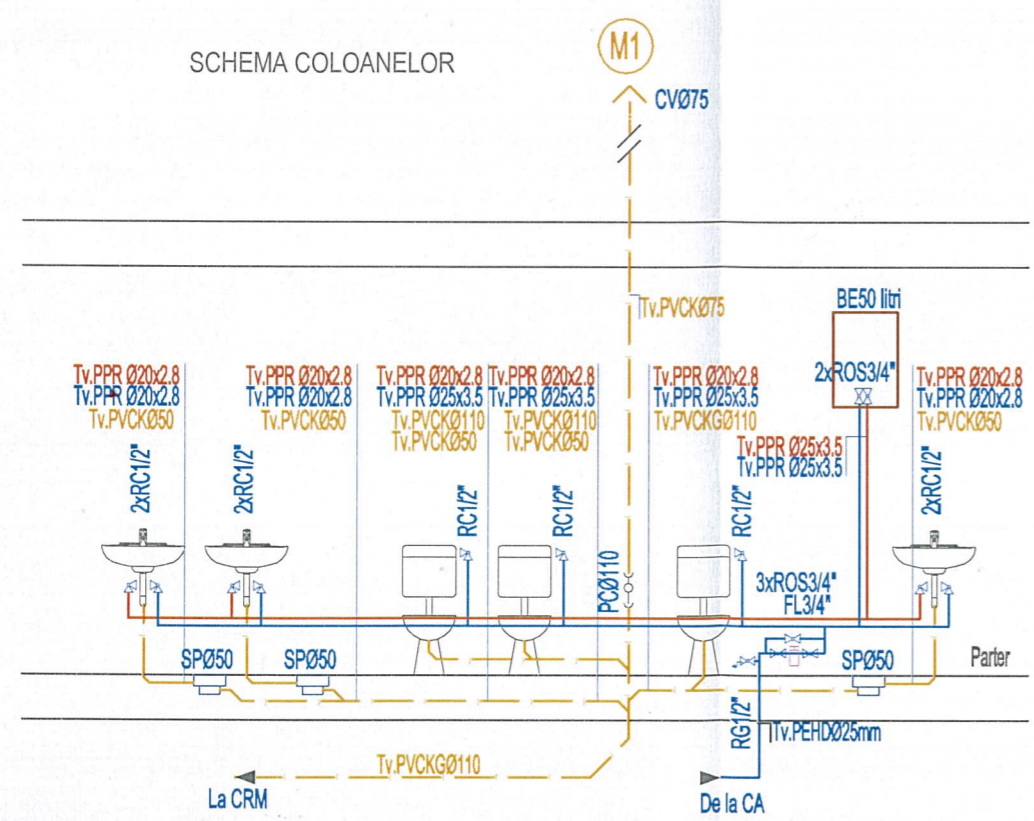 M1
SCHEMA COLOANELOR
CVØ75
Tv.PVCKØ75
BE50 litri
2xROS3/4"
Tv.PPR Ø20x2.8
Tv.PPR Ø20x2.8
Tv.PVCKØ50
Tv.PPR Ø20x2.8
Tv.PPR Ø20x2.8
Tv.PVCKØ50
Tv.PPR Ø20x2.8
Tv.PPR Ø25x3.5
Tv.PVCKØ110
Tv.PVCKØ50
Tv.PPR Ø20x2.8
Tv.PPR Ø25x3.5
Tv.PVCKØ110
Tv.PVCKØ50
Tv.PPR Ø20x2.8
Tv.PPR Ø25x3.5
Tv.PVCKGØ110
Tv.PPR Ø20x2.8
Tv.PPR Ø20x2.8
Tv.PVCKØ50
Tv.PPR Ø25x3.5
Tv.PPR Ø25x3.5
2xRC1/2"
2xRC1/2"
RC1/2"
RC1/2"
PCØ110
RC1/2"
2xRC1/2"
3xROS3/4"
FL3/4"
SPØ50
SPØ50
SPØ50
Parter
RG1/2"
Tv.PEHDØ25mm
Tv.PVCKGØ110
La CRM
De la CA